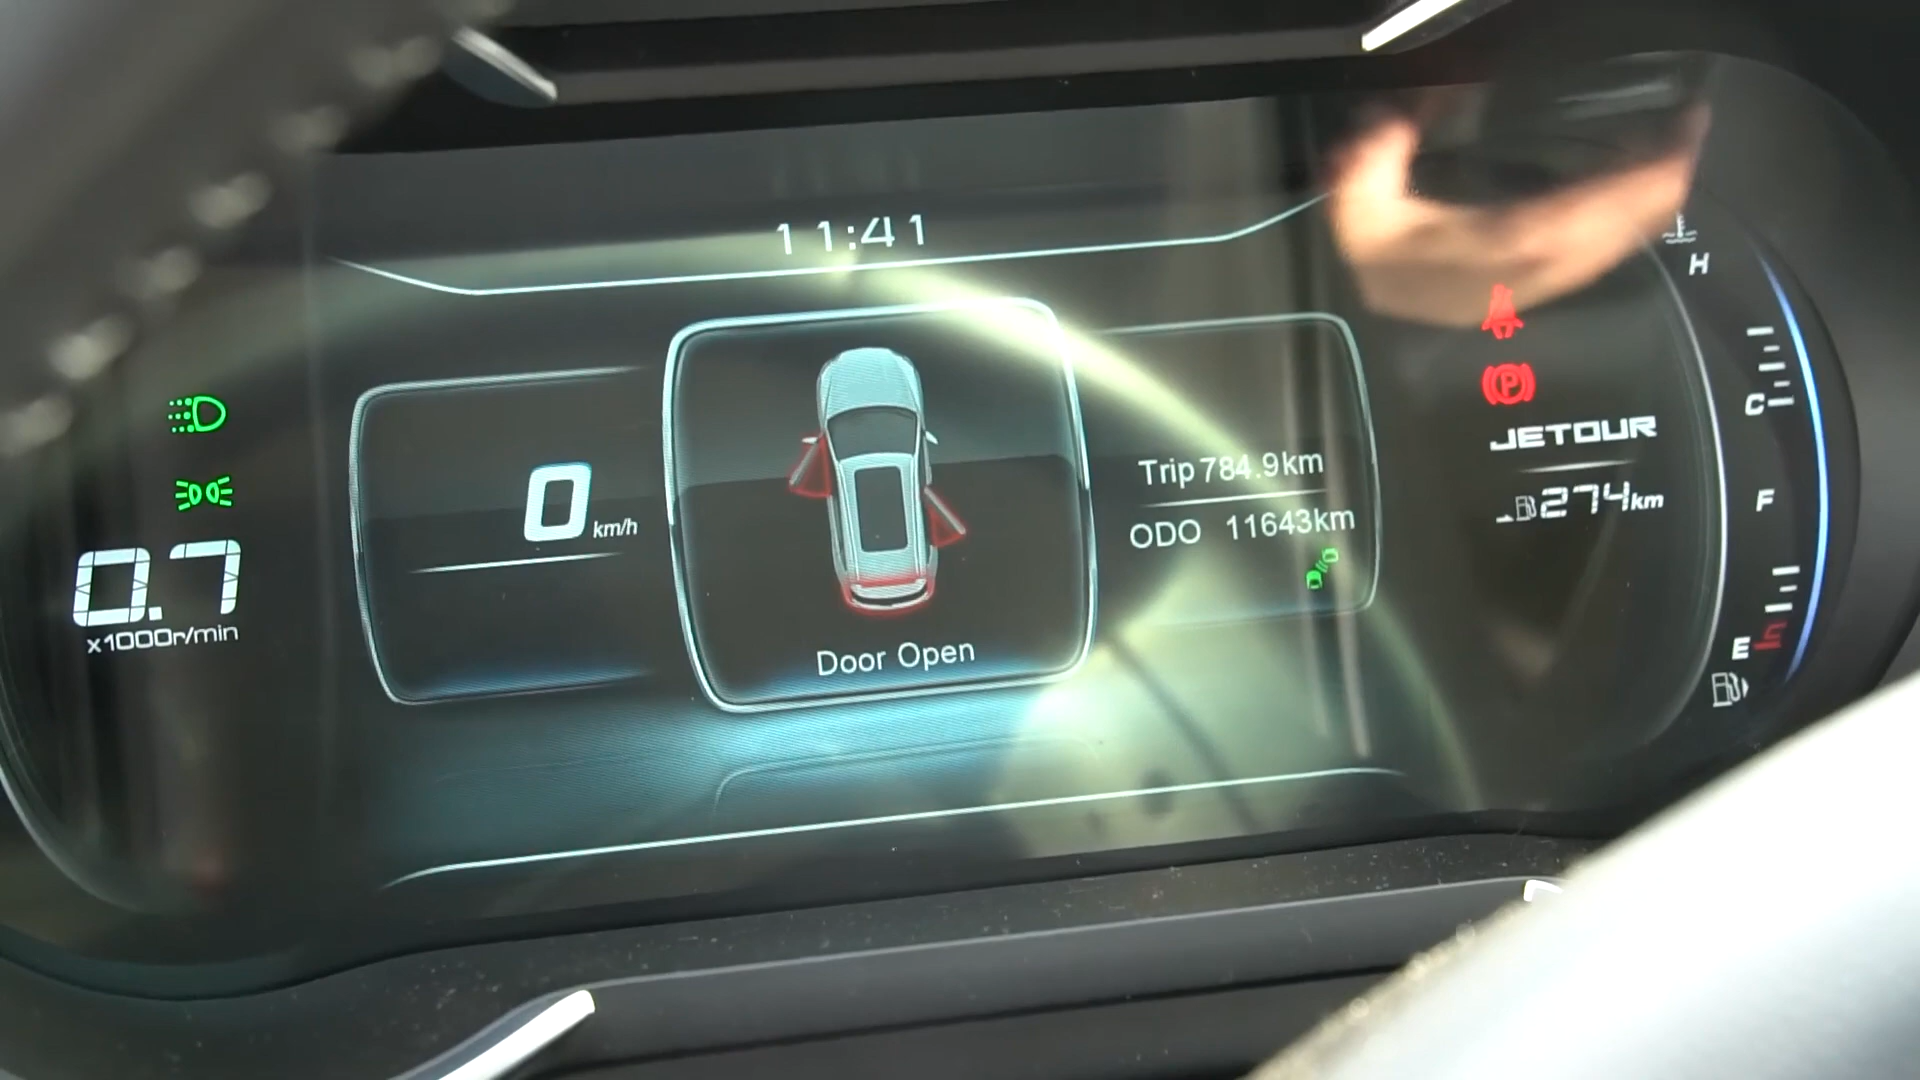 11:41
0.7
x1000r/min
0 km/h
Door Open
Trip 784.9km
ODO 11643km
P
JETOUR
274km
H
C
F
E